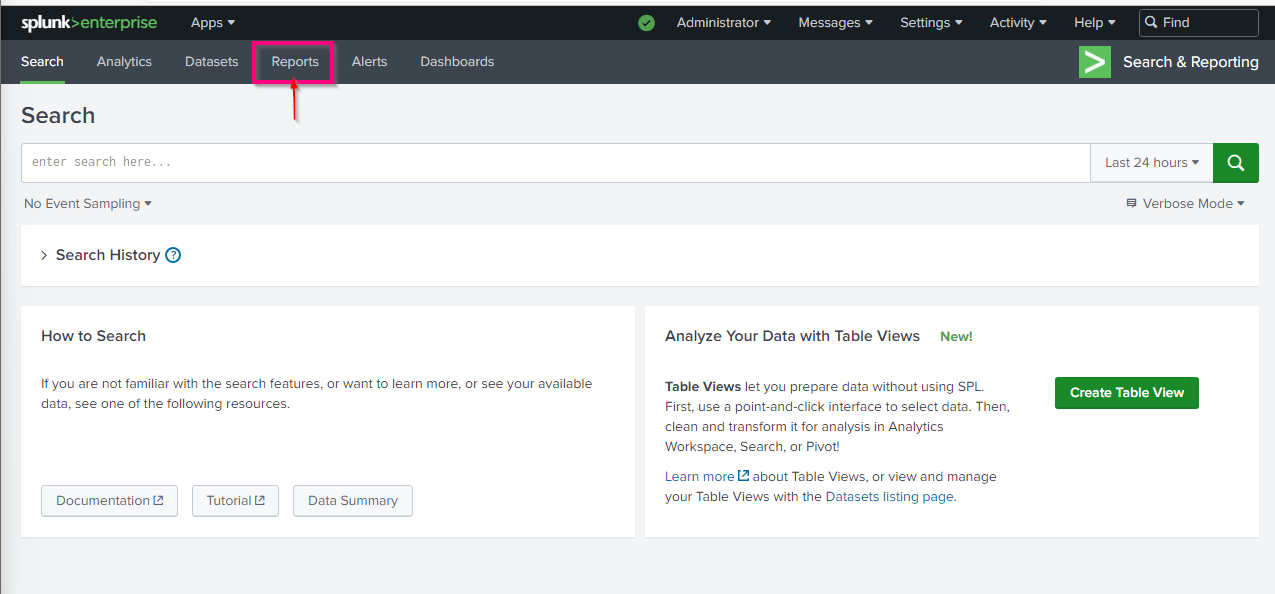 splunk>enterprise Apps Administrator Messages Settings Activity Help Find
Search Analytics Datasets Reports Alerts Dashboards Search & Reporting
Search
enter search here... Last 24 hours
No Event Sampling Verbose Mode
Search History ?
How to Search
If you are not familiar with the search features, or want to learn more, or see your available
data, see one of the following resources.
Documentation Tutorial Data Summary
Analyze Your Data with Table Views New!
Table Views let you prepare data without using SPL.
First, use a point-and-click interface to select data. Then,
clean and transform it for analysis in Analytics
Workspace, Search, or Pivot!
Create Table View
Learn more about Table Views, or view and manage
your Table Views with the Datasets listing page.